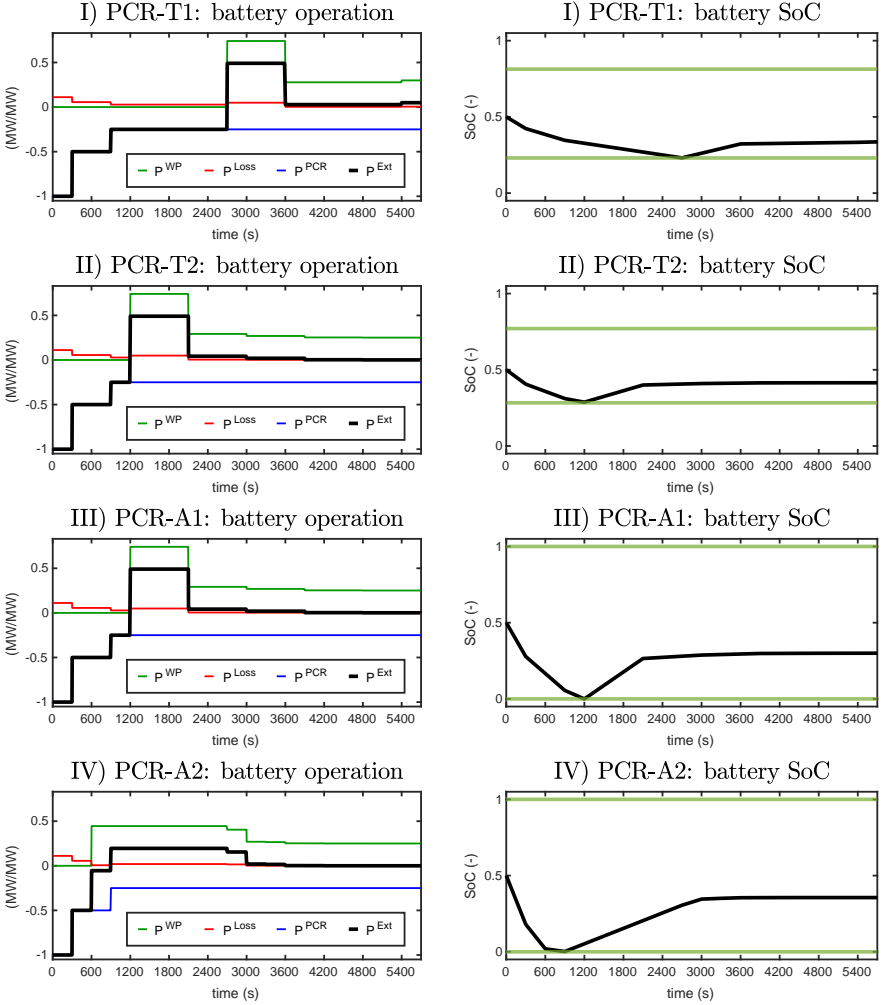 I) PCR-T1: battery operation
I) PCR-T1: battery SoC
(MW/MW)
0.5
0
-0.5
-1
P^WP P^Loss P^PCR P^Ext
0 600 1200 1800 2400 3000 3600 4200 4800 5400
time (s)
SoC (-)
1
0.5
0
0 600 1200 1800 2400 3000 3600 4200 4800 5400
time (s)
II) PCR-T2: battery operation
II) PCR-T2: battery SoC
(MW/MW)
0.5
0
-0.5
-1
P^WP P^Loss P^PCR P^Ext
0 600 1200 1800 2400 3000 3600 4200 4800 5400
time (s)
SoC (-)
1
0.5
0
0 600 1200 1800 2400 3000 3600 4200 4800 5400
time (s)
III) PCR-A1: battery operation
III) PCR-A1: battery SoC
(MW/MW)
0.5
0
-0.5
-1
P^WP P^Loss P^PCR P^Ext
0 600 1200 1800 2400 3000 3600 4200 4800 5400
time (s)
SoC (-)
1
0.5
0
0 600 1200 1800 2400 3000 3600 4200 4800 5400
time (s)
IV) PCR-A2: battery operation
IV) PCR-A2: battery SoC
(MW/MW)
0.5
0
-0.5
-1
P^WP P^Loss P^PCR P^Ext
0 600 1200 1800 2400 3000 3600 4200 4800 5400
time (s)
SoC (-)
1
0.5
0
0 600 1200 1800 2400 3000 3600 4200 4800 5400
time (s)